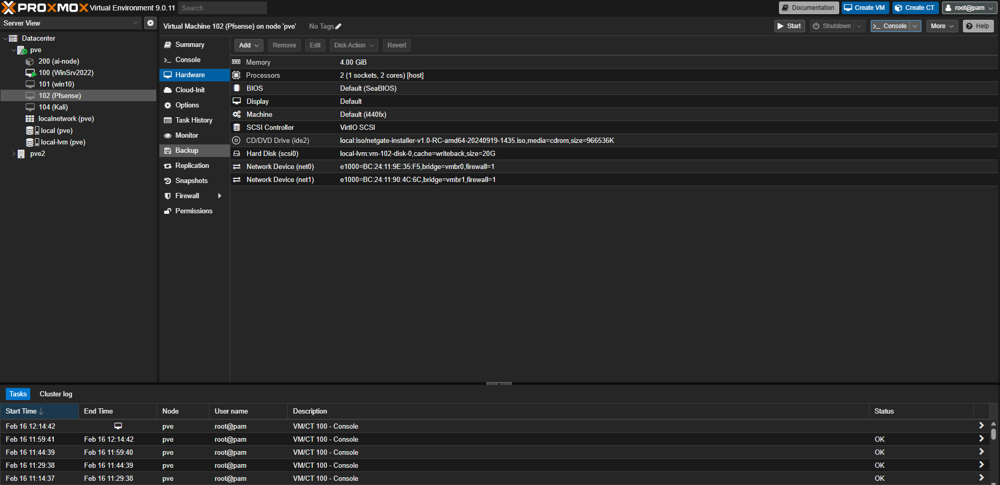 PROXMOX Virtual Environment 9.0.11 Search Documentation Create VM Create CT root@pam
Server View
Datacenter
pve
200 (ai-node)
100 (WinSrv2022)
101 (win10)
102 (Pfsense)
104 (Kali)
localnetwork (pve)
local (pve)
local-lvm (pve)
pve2
Virtual Machine 102 (Pfsense) on node 'pve' No Tags Start Shutdown Console More Help
Summary
Console
Hardware
Cloud-Init
Options
Task History
Monitor
Backup
Replication
Snapshots
Firewall
Permissions
Add Remove Edit Disk Action Revert
Memory 4.00 GiB
Processors 2 (1 sockets, 2 cores) [host]
BIOS Default (SeaBIOS)
Display Default
Machine Default (i440fx)
SCSI Controller VirtIO SCSI
CD/DVD Drive (ide2) local:iso/netgate-installer-v1.0-RC-amd64-20240919-1435.iso,media=cdrom,size=966536K
Hard Disk (scsi0) local-lvm:vm-102-disk-0,cache=writeback,size=20G
Network Device (net0) e1000=BC:24:11:9E:35:F5,bridge=vmbr0,firewall=1
Network Device (net1) e1000=BC:24:11:90:4C:6C,bridge=vmbr1,firewall=1
Tasks Cluster log
Start Time End Time Node User name Description Status
Feb 16 12:14:42 pve root@pam VM/CT 100 - Console
Feb 16 11:59:41 Feb 16 12:14:42 pve root@pam VM/CT 100 - Console OK
Feb 16 11:44:39 Feb 16 11:59:40 pve root@pam VM/CT 100 - Console OK
Feb 16 11:29:38 Feb 16 11:44:39 pve root@pam VM/CT 100 - Console OK
Feb 16 11:14:37 Feb 16 11:29:38 pve root@pam VM/CT 100 - Console OK